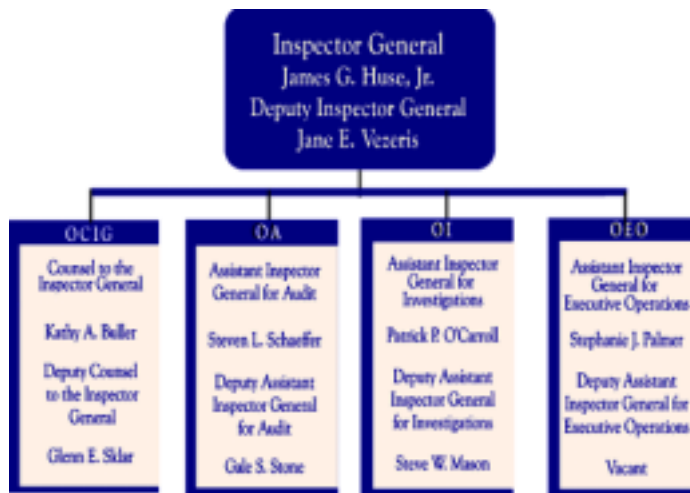 Inspector General
James G. Huse, Jr.
Deputy Inspector General
Jane E. Vezeris
OCIG
Counsel to the
Inspector General
Kathy A. Buller
Deputy Counsel
to the Inspector
General
Glenn E. Sklar
OA
Assistant Inspector
General for Audit
Steven L. Schaeffer
Deputy Assistant
Inspector General
for Audit
Gale S. Stone
OI
Assistant Inspector
General for
Investigations
Patrick P. O'Carroll
Deputy Assistant
Inspector General
for Investigations
Steve W. Mason
OEO
Assistant Inspector
General for
Executive Operations
Stephanie J. Palmer
Deputy Assistant
Inspector General for
Executive Operations
Vacant